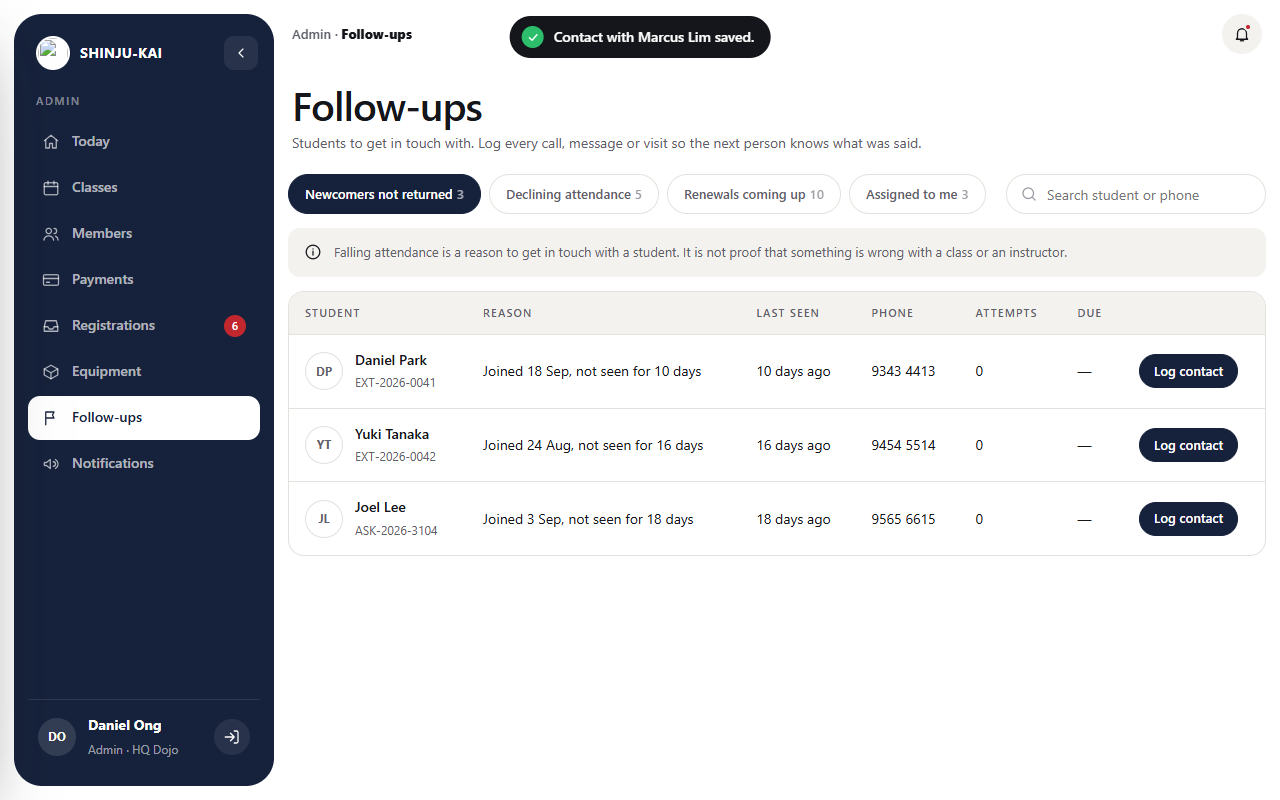 SHINJU-KAI
ADMIN
Today
Classes
Members
Payments
Registrations 6
Equipment
Follow-ups
Notifications
DO
Daniel Ong
Admin · HQ Dojo
Admin · Follow-ups
Contact with Marcus Lim saved.
Follow-ups
Students to get in touch with. Log every call, message or visit so the next person knows what was said.
Newcomers not returned 3 Declining attendance 5 Renewals coming up 10 Assigned to me 3 Search student or phone
Falling attendance is a reason to get in touch with a student. It is not proof that something is wrong with a class or an instructor.
STUDENT REASON LAST SEEN PHONE ATTEMPTS DUE
DP Daniel Park
EXT-2026-0041
Joined 18 Sep, not seen for 10 days 10 days ago 9343 4413 0 — Log contact
YT Yuki Tanaka
EXT-2026-0042
Joined 24 Aug, not seen for 16 days 16 days ago 9454 5514 0 — Log contact
JL Joel Lee
ASK-2026-3104
Joined 3 Sep, not seen for 18 days 18 days ago 9565 6615 0 — Log contact